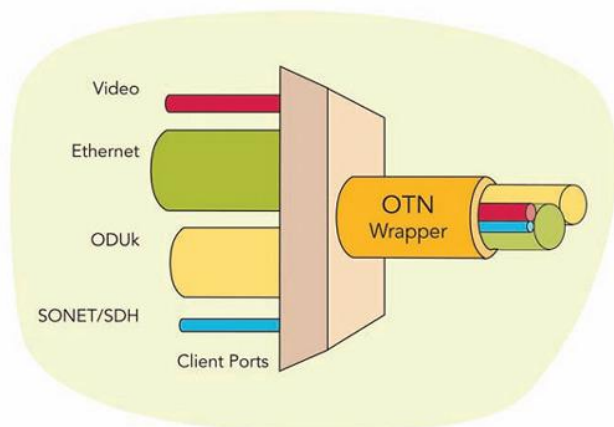 Video
Ethernet
ODUk
SONET/SDH
Client Ports
OTN
Wrapper